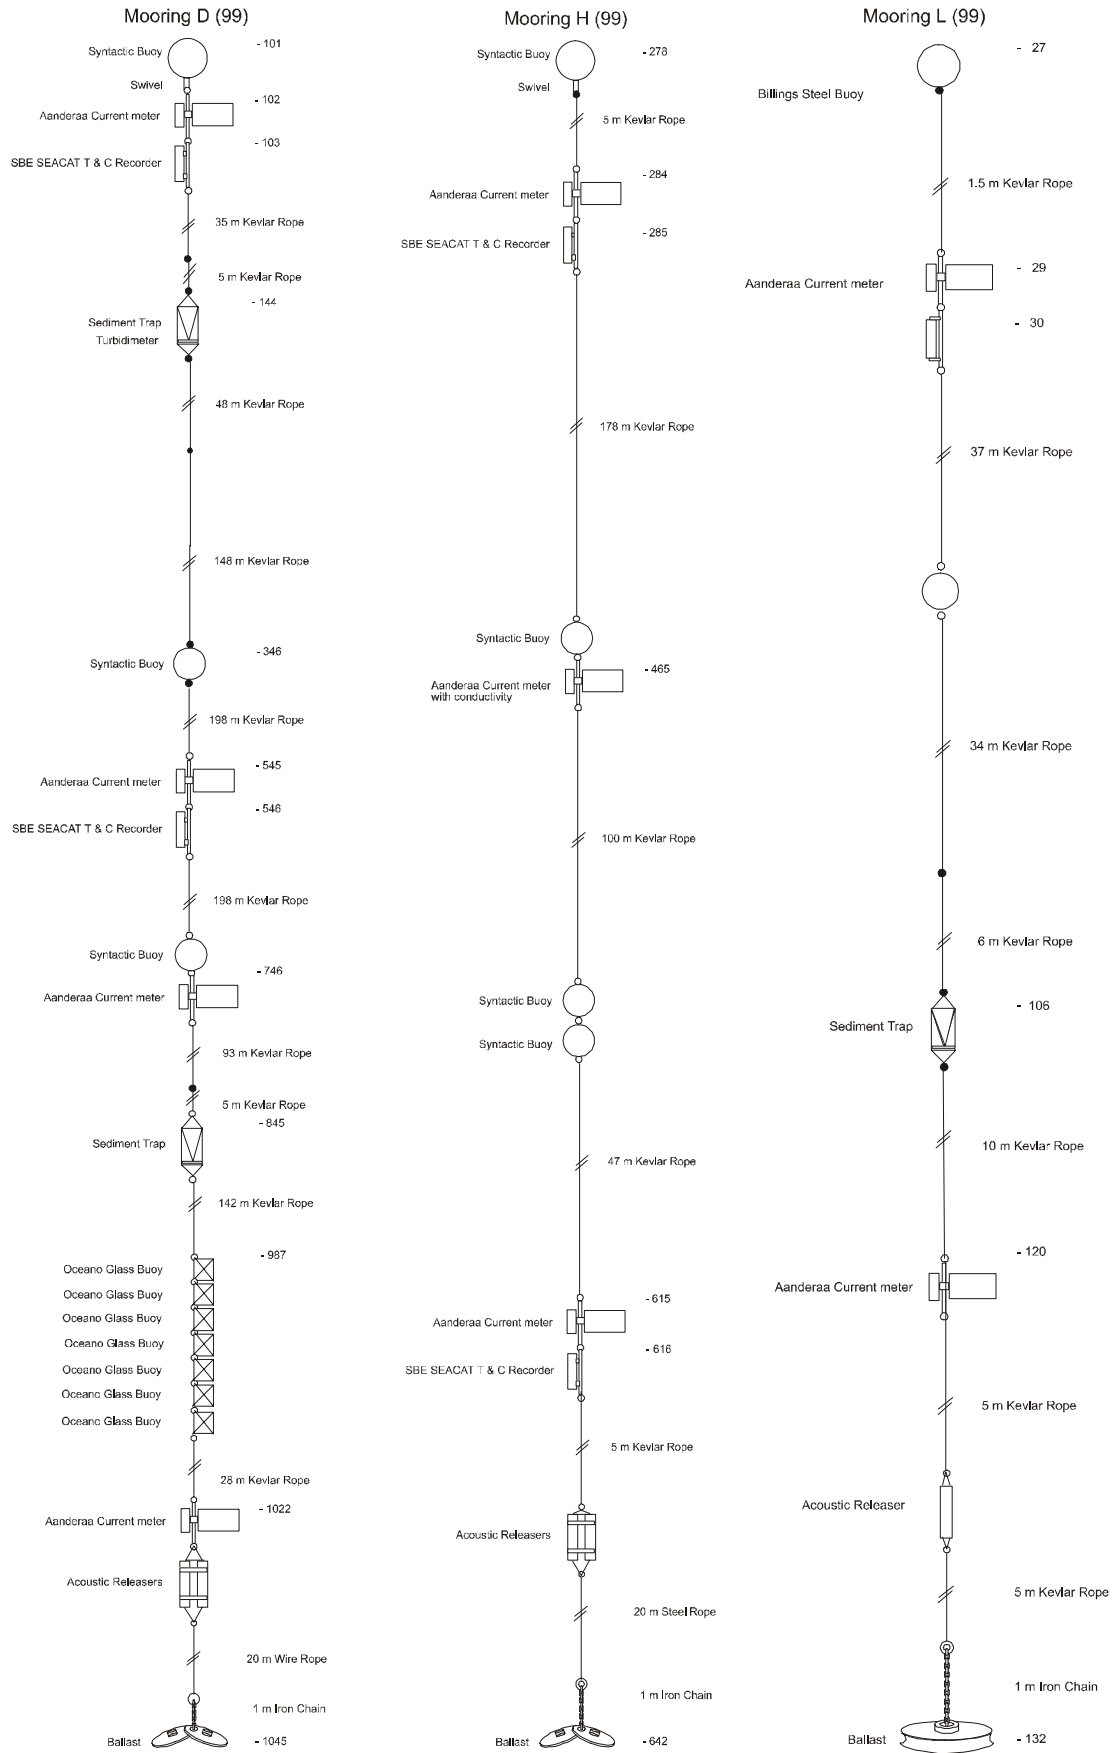 Mooring D (99)
Syntactic Buoy
- 101
Swivel
- 102
Aanderaa Current meter
- 103
SBE SEACAT T & C Recorder
35 m Kevlar Rope
5 m Kevlar Rope
- 144
Sediment Trap
Turbidimeter
48 m Kevlar Rope
148 m Kevlar Rope
- 346
Syntactic Buoy
198 m Kevlar Rope
- 545
Aanderaa Current meter
- 546
SBE SEACAT T & C Recorder
198 m Kevlar Rope
Syntactic Buoy
- 746
Aanderaa Current meter
93 m Kevlar Rope
5 m Kevlar Rope
- 845
Sediment Trap
142 m Kevlar Rope
- 987
Oceano Glass Buoy
Oceano Glass Buoy
Oceano Glass Buoy
Oceano Glass Buoy
Oceano Glass Buoy
Oceano Glass Buoy
Oceano Glass Buoy
28 m Kevlar Rope
- 1022
Aanderaa Current meter
Acoustic Releasers
20 m Wire Rope
1 m Iron Chain
Ballast
- 1045
Mooring H (99)
Syntactic Buoy
- 278
Swivel
5 m Kevlar Rope
- 284
Aanderaa Current meter
- 285
SBE SEACAT T & C Recorder
178 m Kevlar Rope
Syntactic Buoy
- 465
Aanderaa Current meter
with conductivity
100 m Kevlar Rope
Syntactic Buoy
Syntactic Buoy
47 m Kevlar Rope
- 615
Aanderaa Current meter
- 616
SBE SEACAT T & C Recorder
5 m Kevlar Rope
Acoustic Releasers
20 m Steel Rope
1 m Iron Chain
Ballast
- 642
Mooring L (99)
- 27
Billings Steel Buoy
1.5 m Kevlar Rope
- 29
Aanderaa Current meter
- 30
37 m Kevlar Rope
34 m Kevlar Rope
6 m Kevlar Rope
- 106
Sediment Trap
10 m Kevlar Rope
- 120
Aanderaa Current meter
5 m Kevlar Rope
Acoustic Releaser
5 m Kevlar Rope
1 m Iron Chain
Ballast
- 132